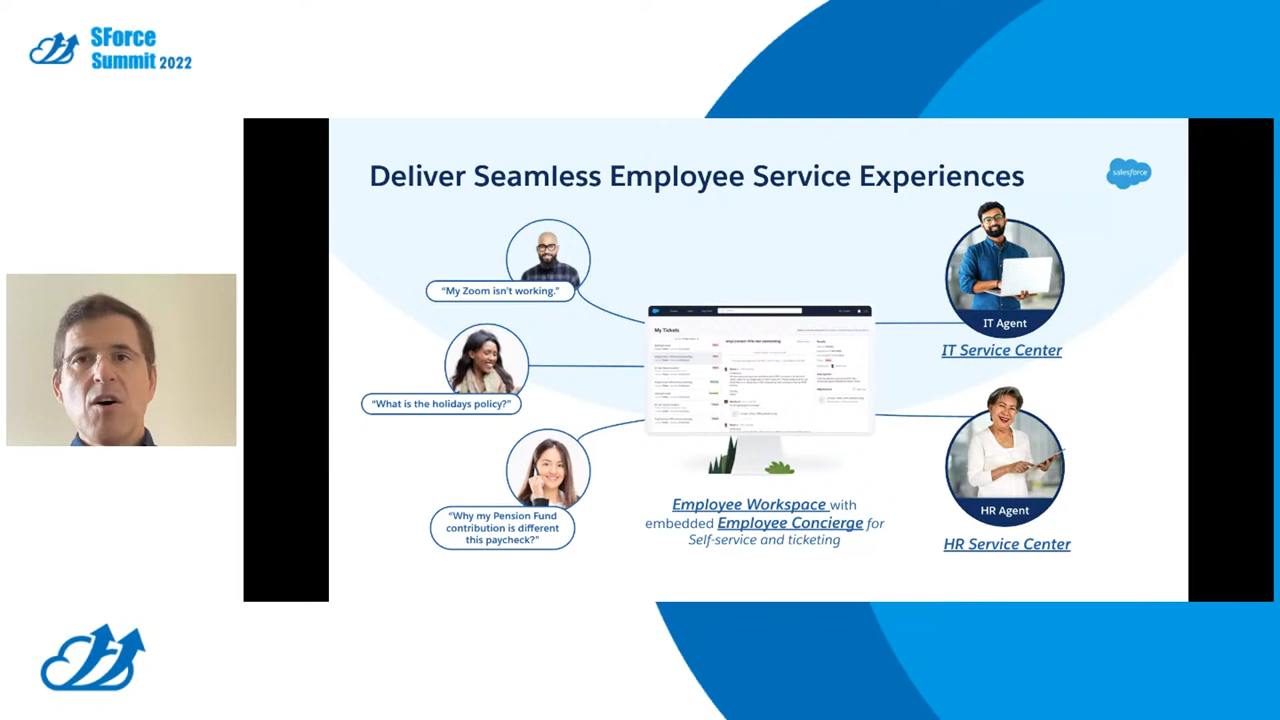 SForce
Summit 2022
Deliver Seamless Employee Service Experiences
salesforce
"My Zoom isn't working."
"What is the holidays policy?"
"Why my Pension Fund
contribution is different
this paycheck?"
My Tickets
Employee Workspace with
embedded Employee Concierge for
Self-service and ticketing
IT Agent
IT Service Center
HR Agent
HR Service Center